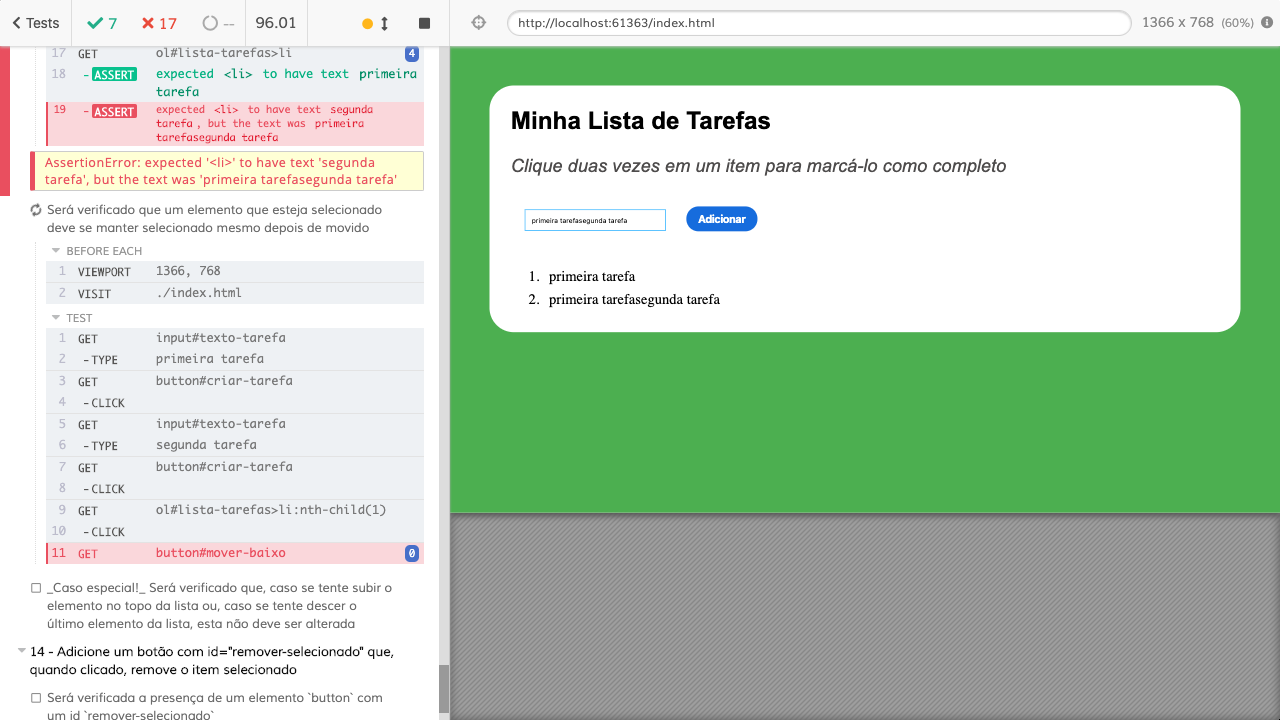 Tests
7
17
--
96.01
http://localhost:61363/index.html
1366 x 768 (60%)
17 GET ol#lista-tarefas>li 4
18 -ASSERT expected <li> to have text primeira
tarefa
19 -ASSERT expected <li> to have text segunda
tarefa, but the text was primeira
tarefasegunda tarefa
AssertionError: expected '<li>' to have text 'segunda
tarefa', but the text was 'primeira tarefasegunda tarefa'
Será verificado que um elemento que esteja selecionado
deve se manter selecionado mesmo depois de movido
BEFORE EACH
1 VIEWPORT 1366, 768
2 VISIT ./index.html
TEST
1 GET input#texto-tarefa
2 -TYPE primeira tarefa
3 GET button#criar-tarefa
4 -CLICK
5 GET input#texto-tarefa
6 -TYPE segunda tarefa
7 GET button#criar-tarefa
8 -CLICK
9 GET ol#lista-tarefas>li:nth-child(1)
10 -CLICK
11 GET button#mover-baixo 0
_Caso especial!_ Será verificado que, caso se tente subir o
elemento no topo da lista ou, caso se tente descer o
último elemento da lista, esta não deve ser alterada
14 - Adicione um botão com id="remover-selecionado" que,
quando clicado, remove o item selecionado
Será verificada a presença de um elemento `button` com
um id `remover-selecionado`
Minha Lista de Tarefas
Clique duas vezes em um item para marcá-lo como completo
primeira tarefasegunda tarefa
Adicionar
1. primeira tarefa
2. primeira tarefasegunda tarefa